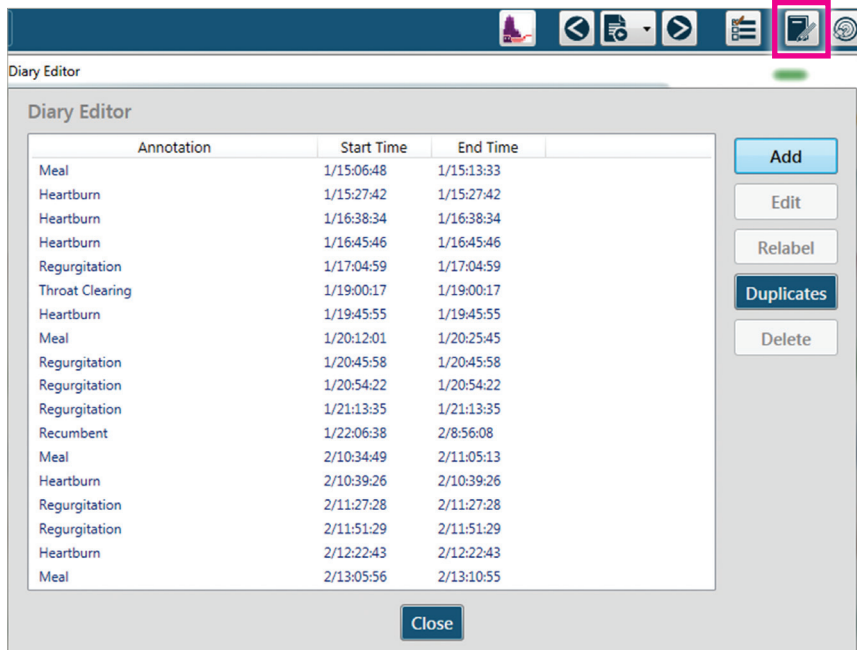 Diary Editor
Diary Editor
Annotation Start Time End Time
Meal 1/15:06:48 1/15:13:33
Heartburn 1/15:27:42 1/15:27:42
Heartburn 1/16:38:34 1/16:38:34
Heartburn 1/16:45:46 1/16:45:46
Regurgitation 1/17:04:59 1/17:04:59
Throat Clearing 1/19:00:17 1/19:00:17
Heartburn 1/19:45:55 1/19:45:55
Meal 1/20:12:01 1/20:25:45
Regurgitation 1/20:45:58 1/20:45:58
Regurgitation 1/20:54:22 1/20:54:22
Regurgitation 1/21:13:35 1/21:13:35
Recumbent 1/22:06:38 2/8:56:08
Meal 2/10:34:49 2/11:05:13
Heartburn 2/10:39:26 2/10:39:26
Regurgitation 2/11:27:28 2/11:27:28
Regurgitation 2/11:51:29 2/11:51:29
Heartburn 2/12:22:43 2/12:22:43
Meal 2/13:05:56 2/13:10:55
Add
Edit
Relabel
Duplicates
Delete
Close